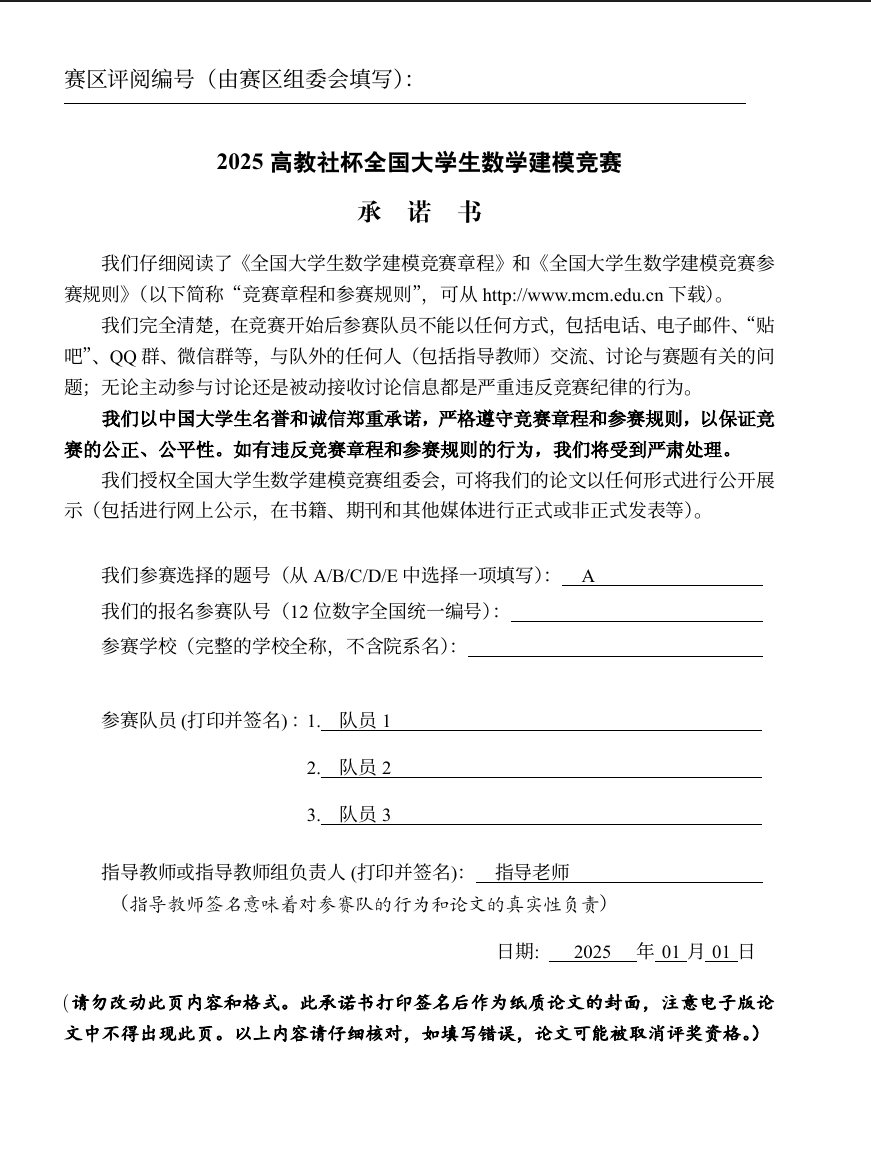 赛区评阅编号（由赛区组委会填写）：
2025 高教社杯全国大学生数学建模竞赛
承 诺 书
我们仔细阅读了《全国大学生数学建模竞赛章程》和《全国大学生数学建模竞赛参
赛规则》（以下简称“竞赛章程和参赛规则”，可从 http://www.mcm.edu.cn 下载）。
我们完全清楚，在竞赛开始后参赛队员不能以任何方式，包括电话、电子邮件、“贴
吧”、QQ 群、微信群等，与队外的任何人（包括指导教师）交流、讨论与赛题有关的问
题；无论主动参与讨论还是被动接收讨论信息都是严重违反竞赛纪律的行为。
我们以中国大学生名誉和诚信郑重承诺，严格遵守竞赛章程和参赛规则，以保证竞
赛的公正、公平性。如有违反竞赛章程和参赛规则的行为，我们将受到严肃处理。
我们授权全国大学生数学建模竞赛组委会，可将我们的论文以任何形式进行公开展
示（包括进行网上公示，在书籍、期刊和其他媒体进行正式或非正式发表等）。
我们参赛选择的题号（从 A/B/C/D/E 中选择一项填写）： A
我们的报名参赛队号（12 位数字全国统一编号）：
参赛学校（完整的学校全称，不含院系名）：
参赛队员 (打印并签名)：1. 队员 1
2. 队员 2
3. 队员 3
指导教师或指导教师组负责人 (打印并签名)： 指导老师
（指导教师签名意味着对参赛队的行为和论文的真实性负责）
日期: 2025 年 01 月 01 日
（请勿改动此页内容和格式。此承诺书打印签名后作为纸质论文的封面，注意电子版论
文中不得出现此页。以上内容请仔细核对，如填写错误，论文可能被取消评奖资格。）